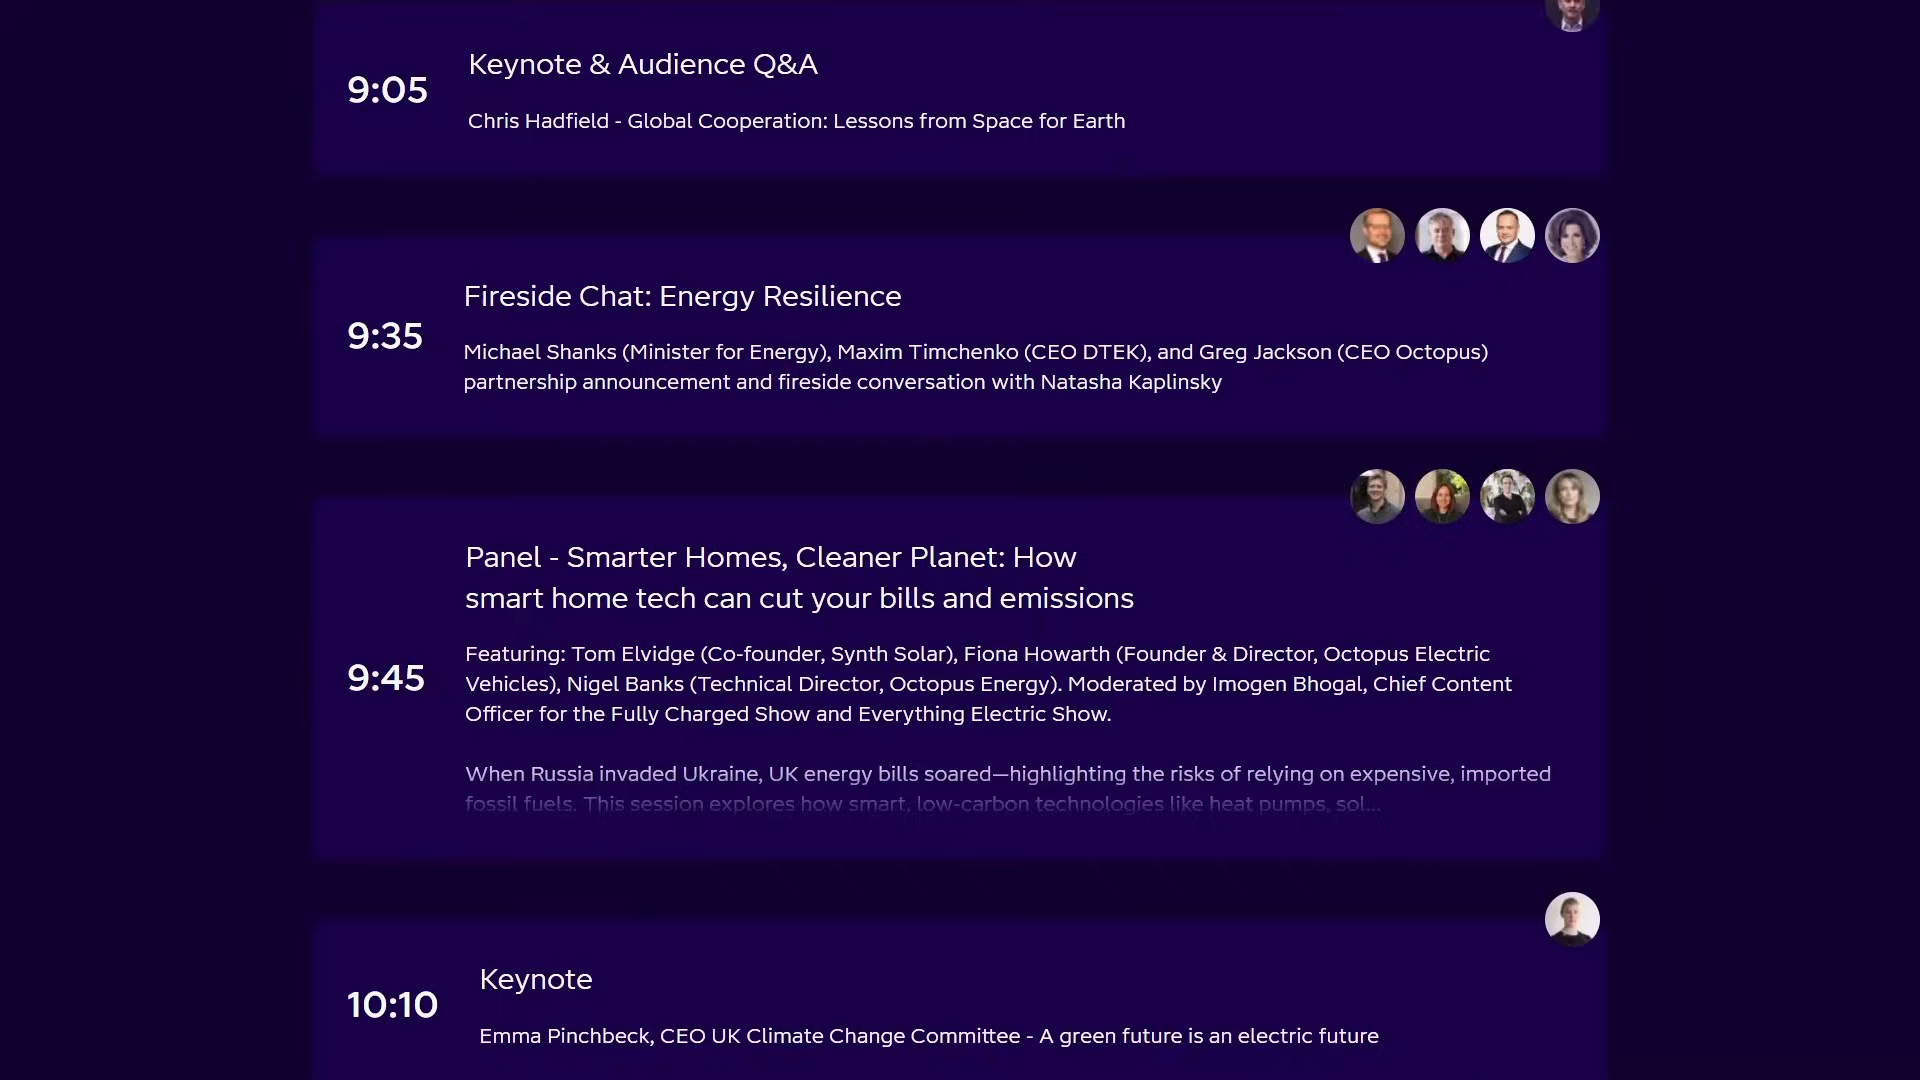 9:05
Keynote & Audience Q&A
Chris Hadfield - Global Cooperation: Lessons from Space for Earth
9:35
Fireside Chat: Energy Resilience
Michael Shanks (Minister for Energy), Maxim Timchenko (CEO DTEK), and Greg Jackson (CEO Octopus)
partnership announcement and fireside conversation with Natasha Kaplinsky
9:45
Panel - Smarter Homes, Cleaner Planet: How
smart home tech can cut your bills and emissions
Featuring: Tom Elvidge (Co-founder, Synth Solar), Fiona Howarth (Founder & Director, Octopus Electric
Vehicles), Nigel Banks (Technical Director, Octopus Energy). Moderated by Imogen Bhogal, Chief Content
Officer for the Fully Charged Show and Everything Electric Show.
When Russia invaded Ukraine, UK energy bills soared—highlighting the risks of relying on expensive, imported
fossil fuels. This session explores how smart, low-carbon technologies like heat pumps, sol...
10:10
Keynote
Emma Pinchbeck, CEO UK Climate Change Committee - A green future is an electric future